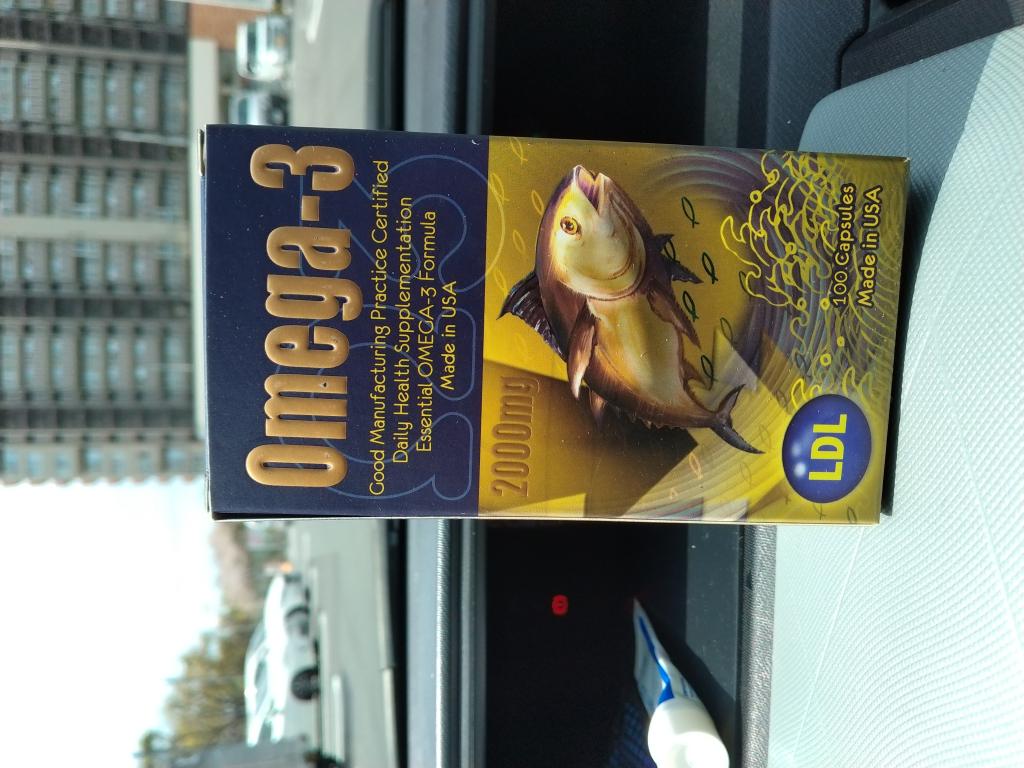 Omega-3
Good Manufacturing Practice Certified
Daily Health Supplementation
Essential OMEGA-3 Formula
Made in USA
2000mg
LDL
100 Capsules
Made in USA